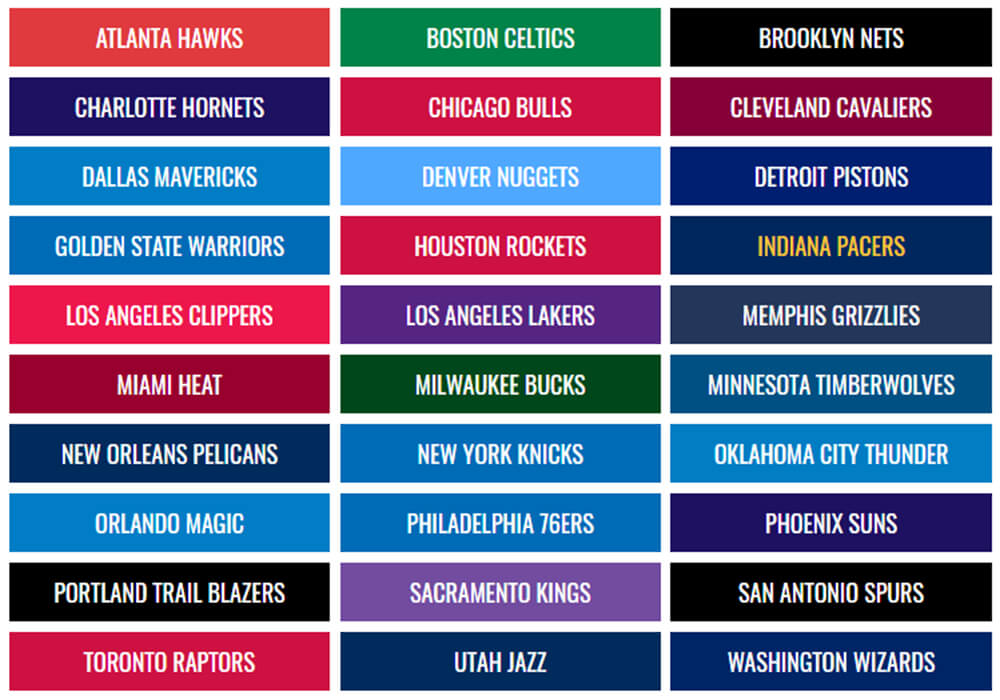 ATLANTA HAWKS
BOSTON CELTICS
BROOKLYN NETS
CHARLOTTE HORNETS
CHICAGO BULLS
CLEVELAND CAVALIERS
DALLAS MAVERICKS
DENVER NUGGETS
DETROIT PISTONS
GOLDEN STATE WARRIORS
HOUSTON ROCKETS
INDIANA PACERS
LOS ANGELES CLIPPERS
LOS ANGELES LAKERS
MEMPHIS GRIZZLIES
MIAMI HEAT
MILWAUKEE BUCKS
MINNESOTA TIMBERWOLVES
NEW ORLEANS PELICANS
NEW YORK KNICKS
OKLAHOMA CITY THUNDER
ORLANDO MAGIC
PHILADELPHIA 76ERS
PHOENIX SUNS
PORTLAND TRAIL BLAZERS
SACRAMENTO KINGS
SAN ANTONIO SPURS
TORONTO RAPTORS
UTAH JAZZ
WASHINGTON WIZARDS